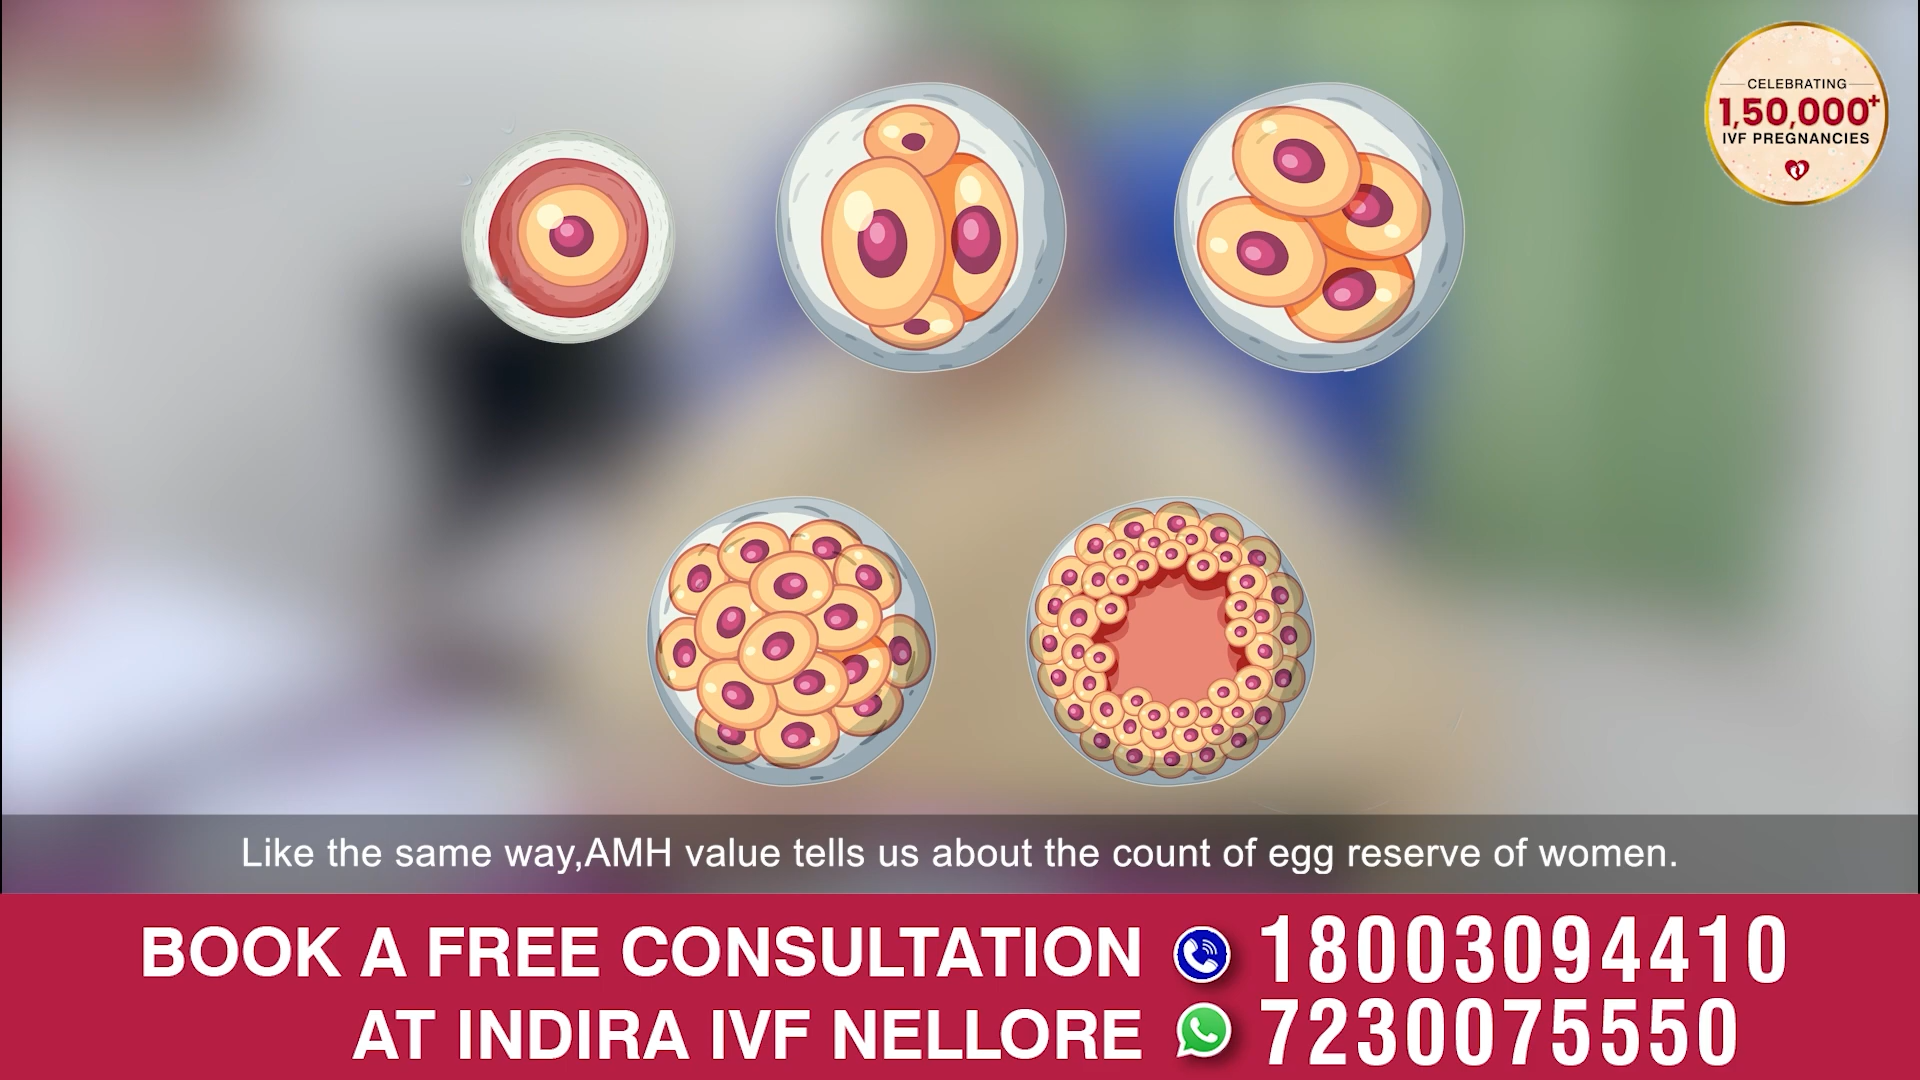 CELEBRATING
1,50,000+
IVF PREGNANCIES
Like the same way,AMH value tells us about the count of egg reserve of women.
BOOK A FREE CONSULTATION 18003094410
AT INDIRA IVF NELLORE 7230075550